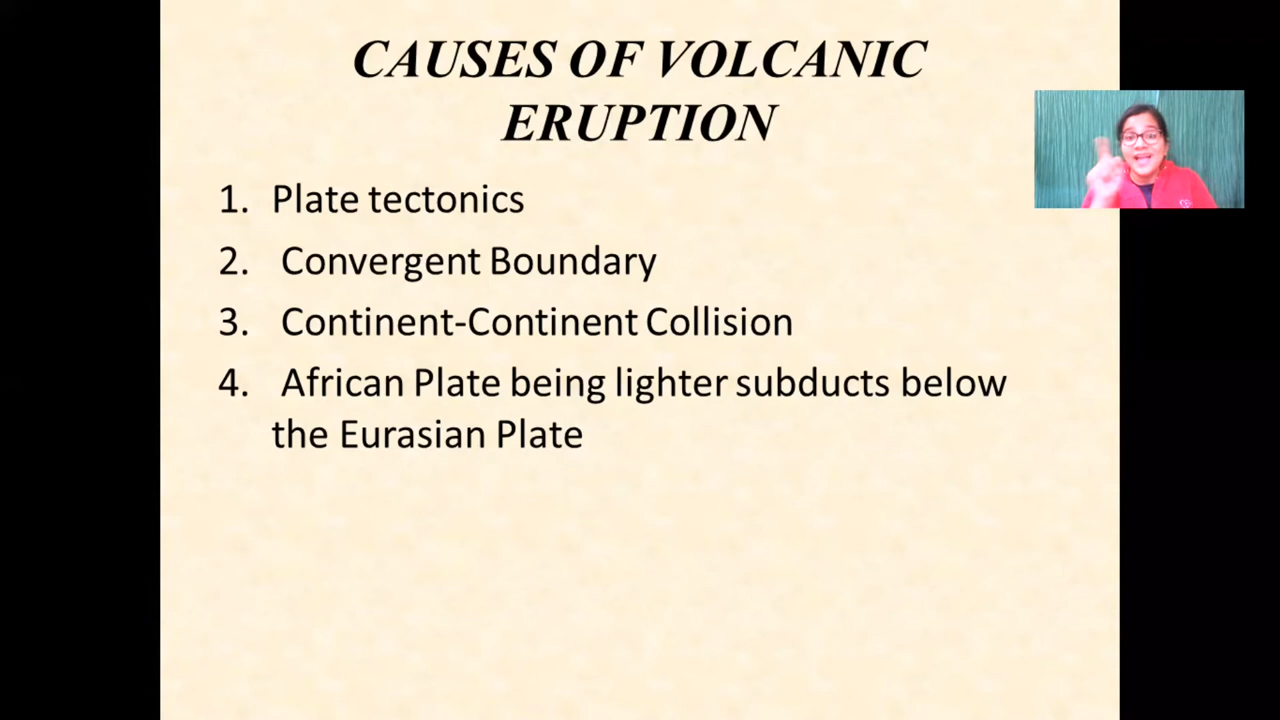 CAUSES OF VOLCANIC
ERUPTION
1. Plate tectonics
2. Convergent Boundary
3. Continent-Continent Collision
4. African Plate being lighter subducts below
the Eurasian Plate